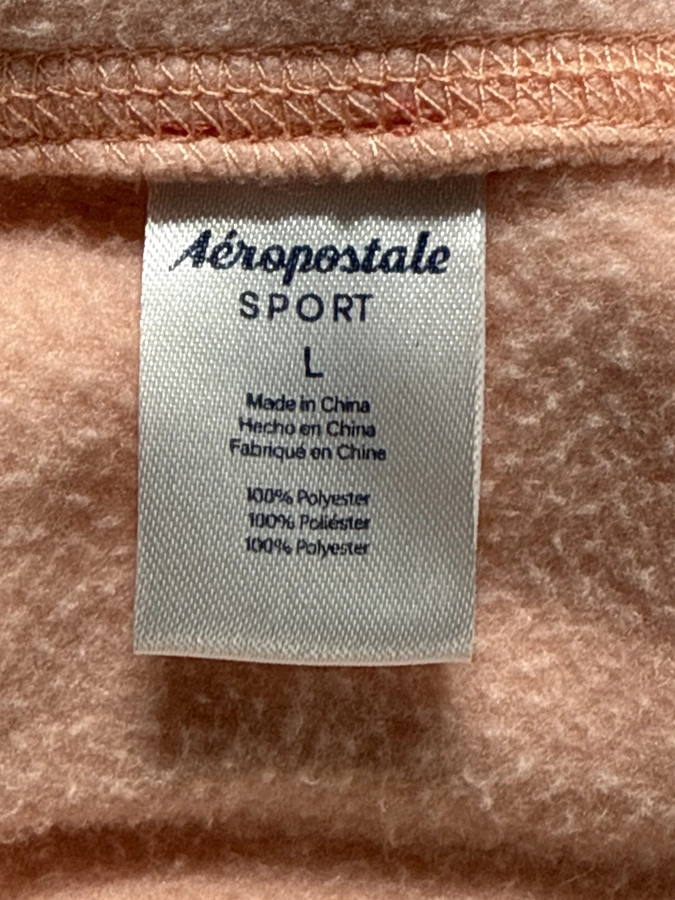 Aéropostale
SPORT
L
Made in China
Hecho en China
Fabriqué en Chine
100% Polyester
100% Poliéster
100% Polyester